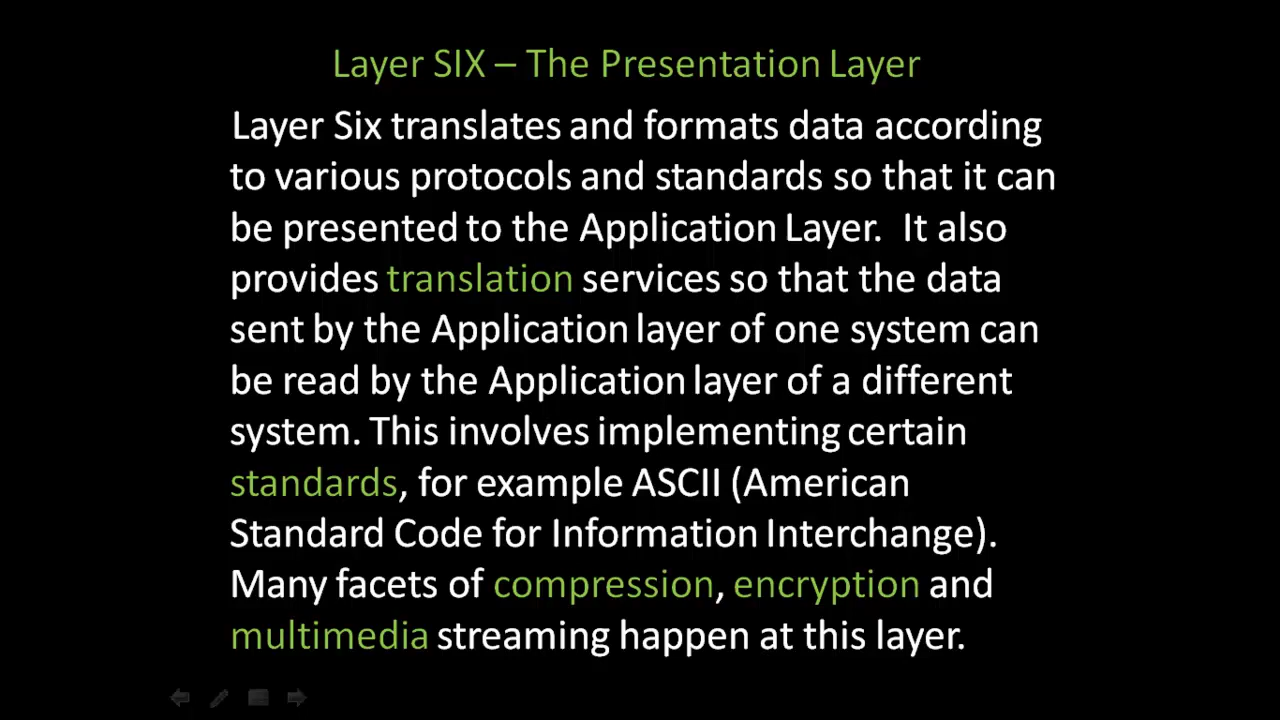 Layer SIX – The Presentation Layer
Layer Six translates and formats data according
to various protocols and standards so that it can
be presented to the Application Layer.  It also
provides translation services so that the data
sent by the Application layer of one system can
be read by the Application layer of a different
system. This involves implementing certain
standards, for example ASCII (American
Standard Code for Information Interchange).
Many facets of compression, encryption and
multimedia streaming happen at this layer.